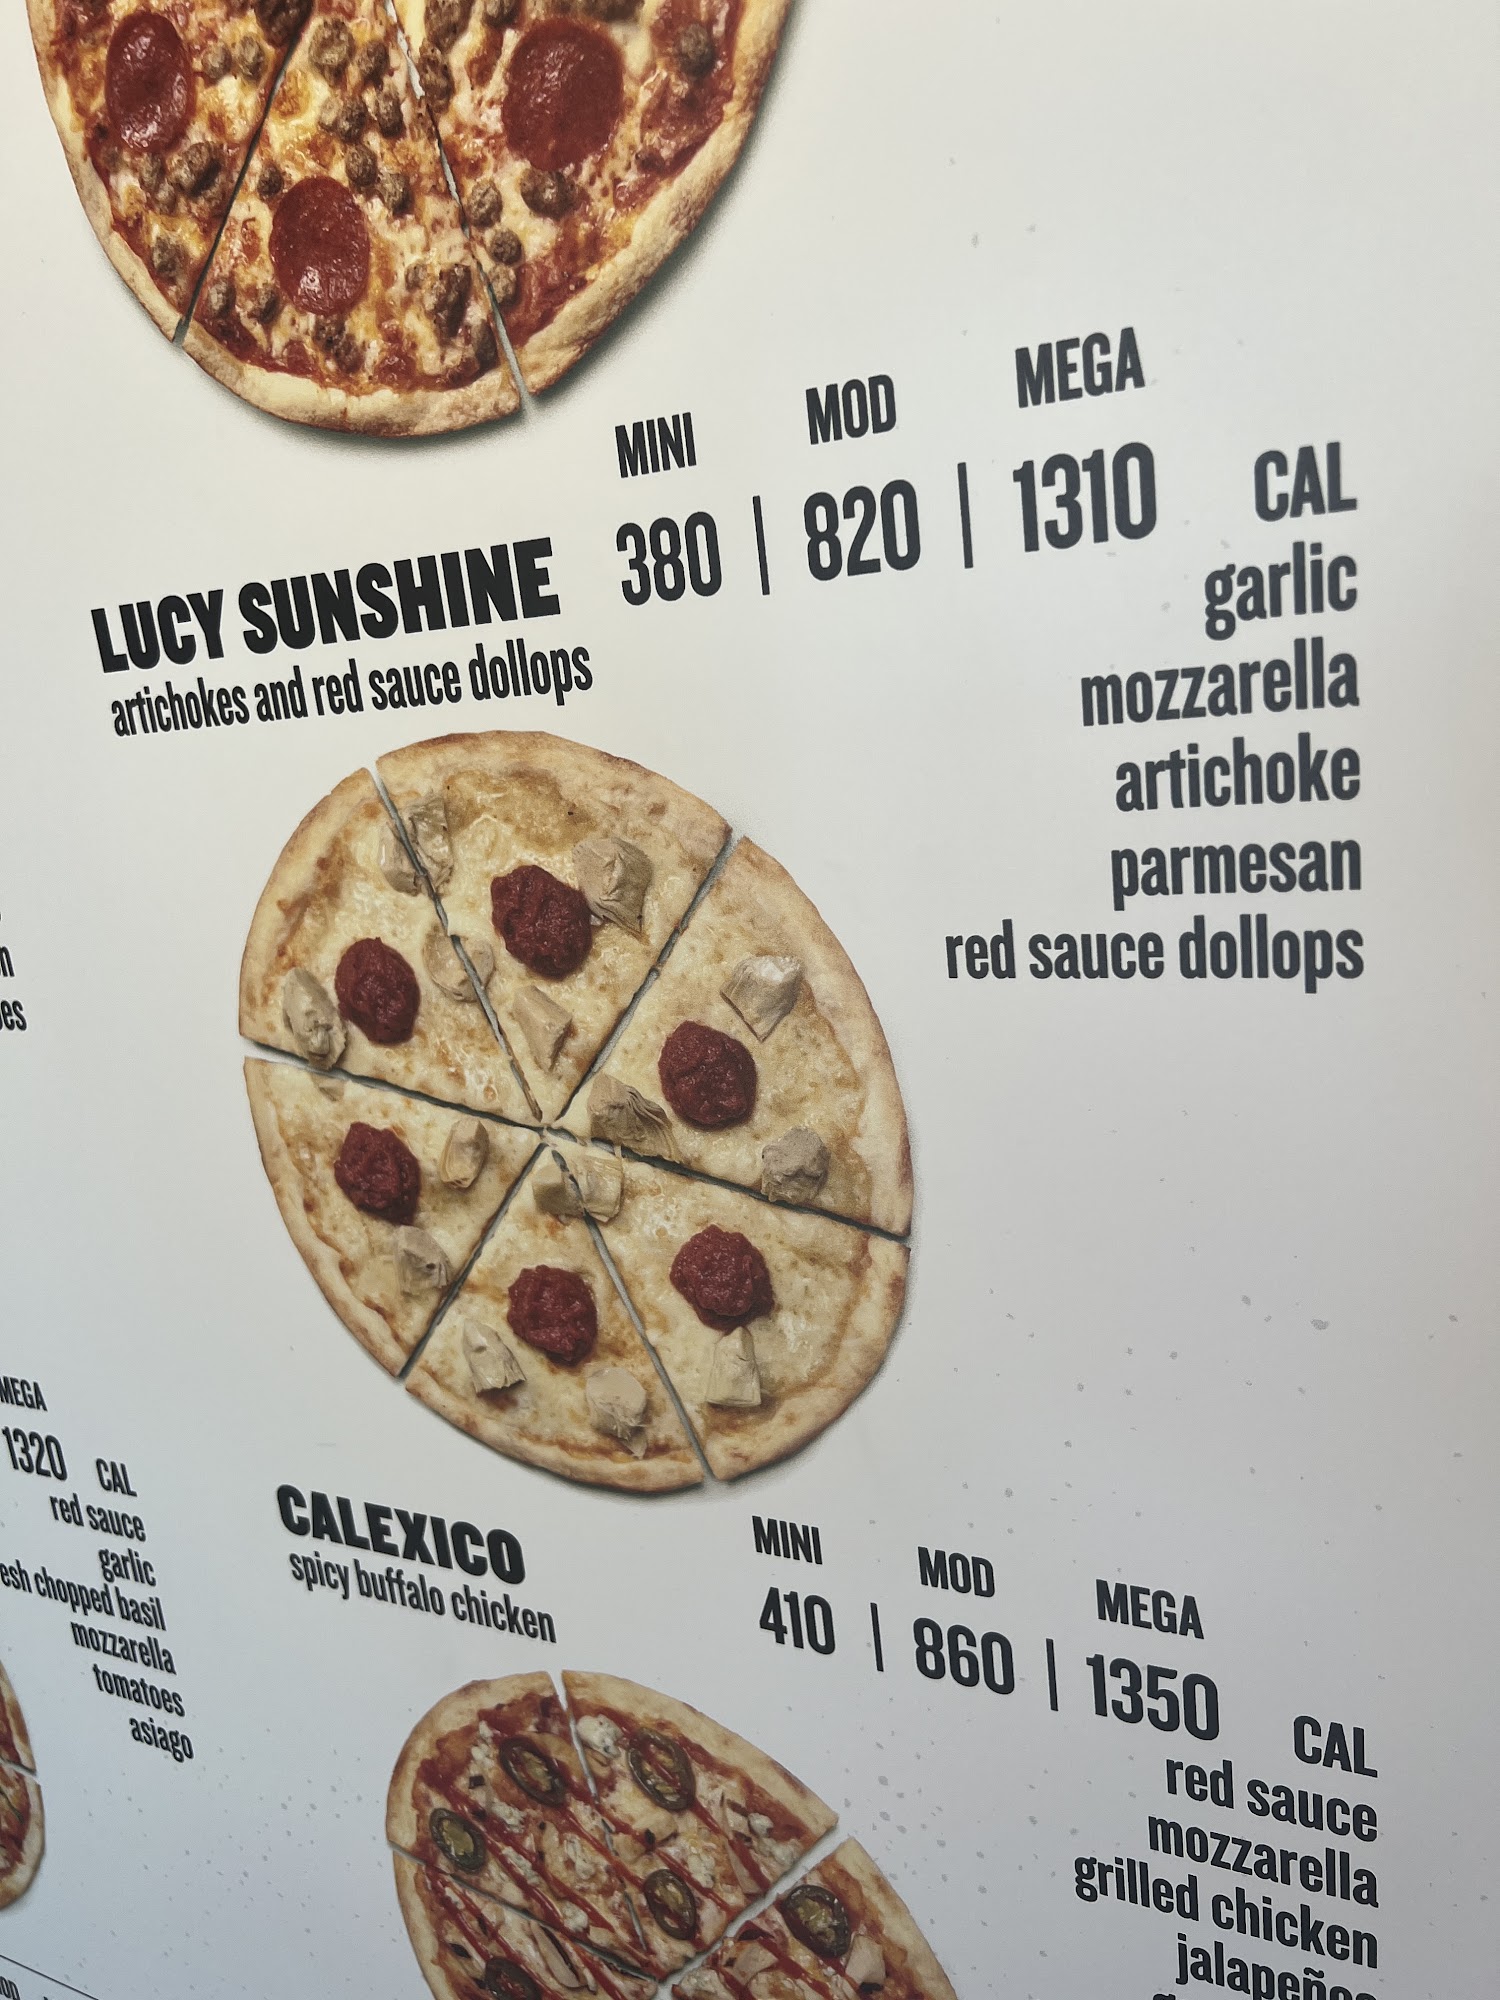 MINI MOD MEGA
LUCY SUNSHINE 380 | 820 | 1310 CAL
artichokes and red sauce dollops
garlic
mozzarella
artichoke
parmesan
red sauce dollops
MEGA
1320 CAL
red sauce
garlic
chopped basil
mozzarella
tomatoes
asiago
MINI MOD MEGA
CALEXICO 410 | 860 | 1350 CAL
spicy buffalo chicken
red sauce
mozzarella
grilled chicken
jalapeños